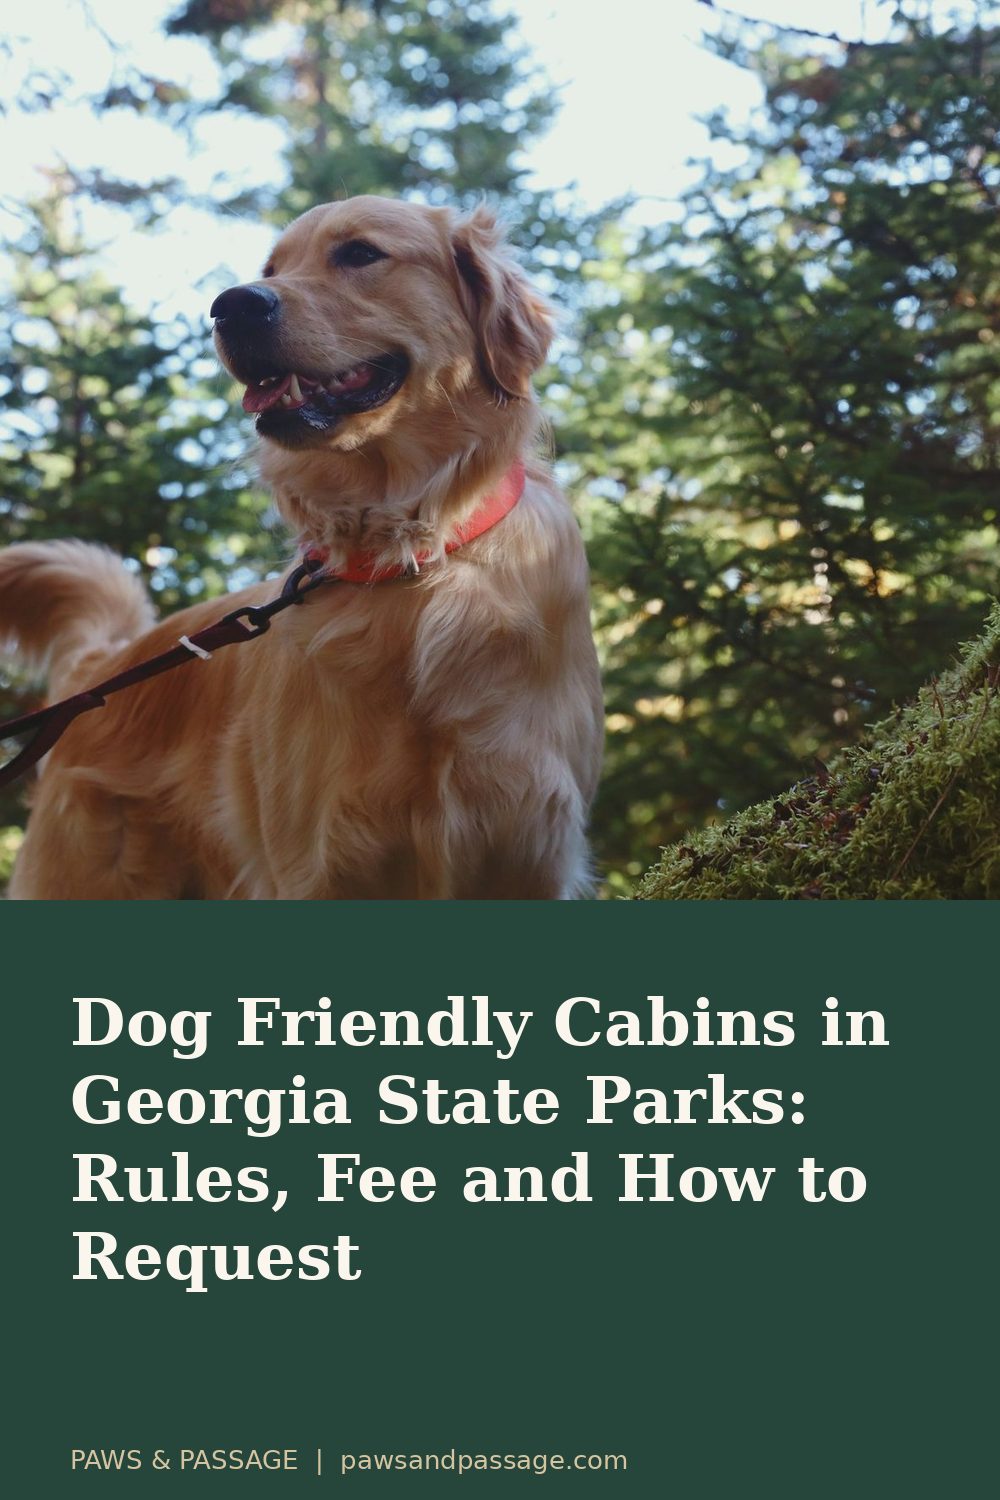 Dog Friendly Cabins in
Georgia State Parks:
Rules, Fee and How to
Request
PAWS & PASSAGE | pawsandpassage.com